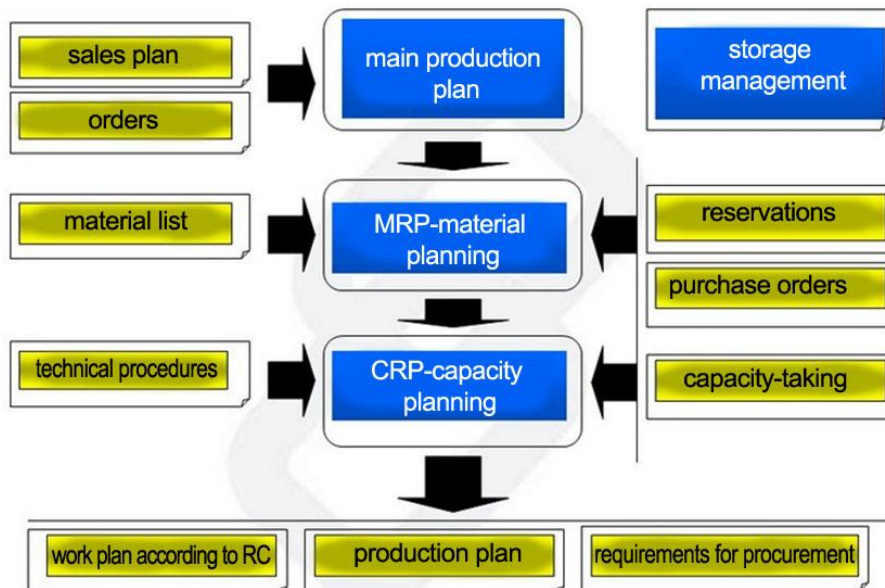 sales plan
orders
main production
plan
storage
management
material list
MRP-material
planning
reservations
purchase orders
technical procedures
CRP-capacity
planning
capacity-taking
work plan according to RC
production plan
requirements for procurement